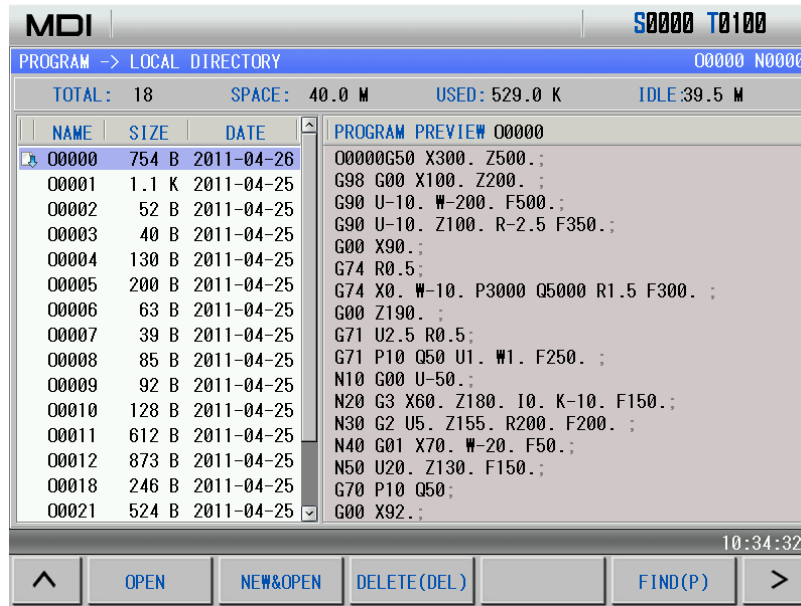 MDI S0000 T0100
PROGRAM -> LOCAL DIRECTORY O0000 N0000
TOTAL: 18 SPACE: 40.0 M USED: 529.0 K IDLE:39.5 M
NAME SIZE DATE
O0000 754 B 2011-04-26
O0001 1.1 K 2011-04-25
O0002 52 B 2011-04-25
O0003 40 B 2011-04-25
O0004 130 B 2011-04-25
O0005 200 B 2011-04-25
O0006 63 B 2011-04-25
O0007 39 B 2011-04-25
O0008 85 B 2011-04-25
O0009 92 B 2011-04-25
O0010 128 B 2011-04-25
O0011 612 B 2011-04-25
O0012 873 B 2011-04-25
O0018 246 B 2011-04-25
O0021 524 B 2011-04-25
PROGRAM PREVIEW O0000
O0000G50 X300. Z500.;
G98 G00 X100. Z200. ;
G90 U-10. W-200. F500.;
G90 U-10. Z100. R-2.5 F350.;
G00 X90.;
G74 R0.5;
G74 X0. W-10. P3000 Q5000 R1.5 F300. ;
G00 Z190. ;
G71 U2.5 R0.5;
G71 P10 Q50 U1. W1. F250. ;
N10 G00 U-50.;
N20 G3 X60. Z180. I0. K-10. F150.;
N30 G2 U5. Z155. R200. F200. ;
N40 G01 X70. W-20. F50.;
N50 U20. Z130. F150.;
G70 P10 Q50;
G00 X92.;
10:34:32
^ OPEN NEW&OPEN DELETE(DEL) FIND(P) >